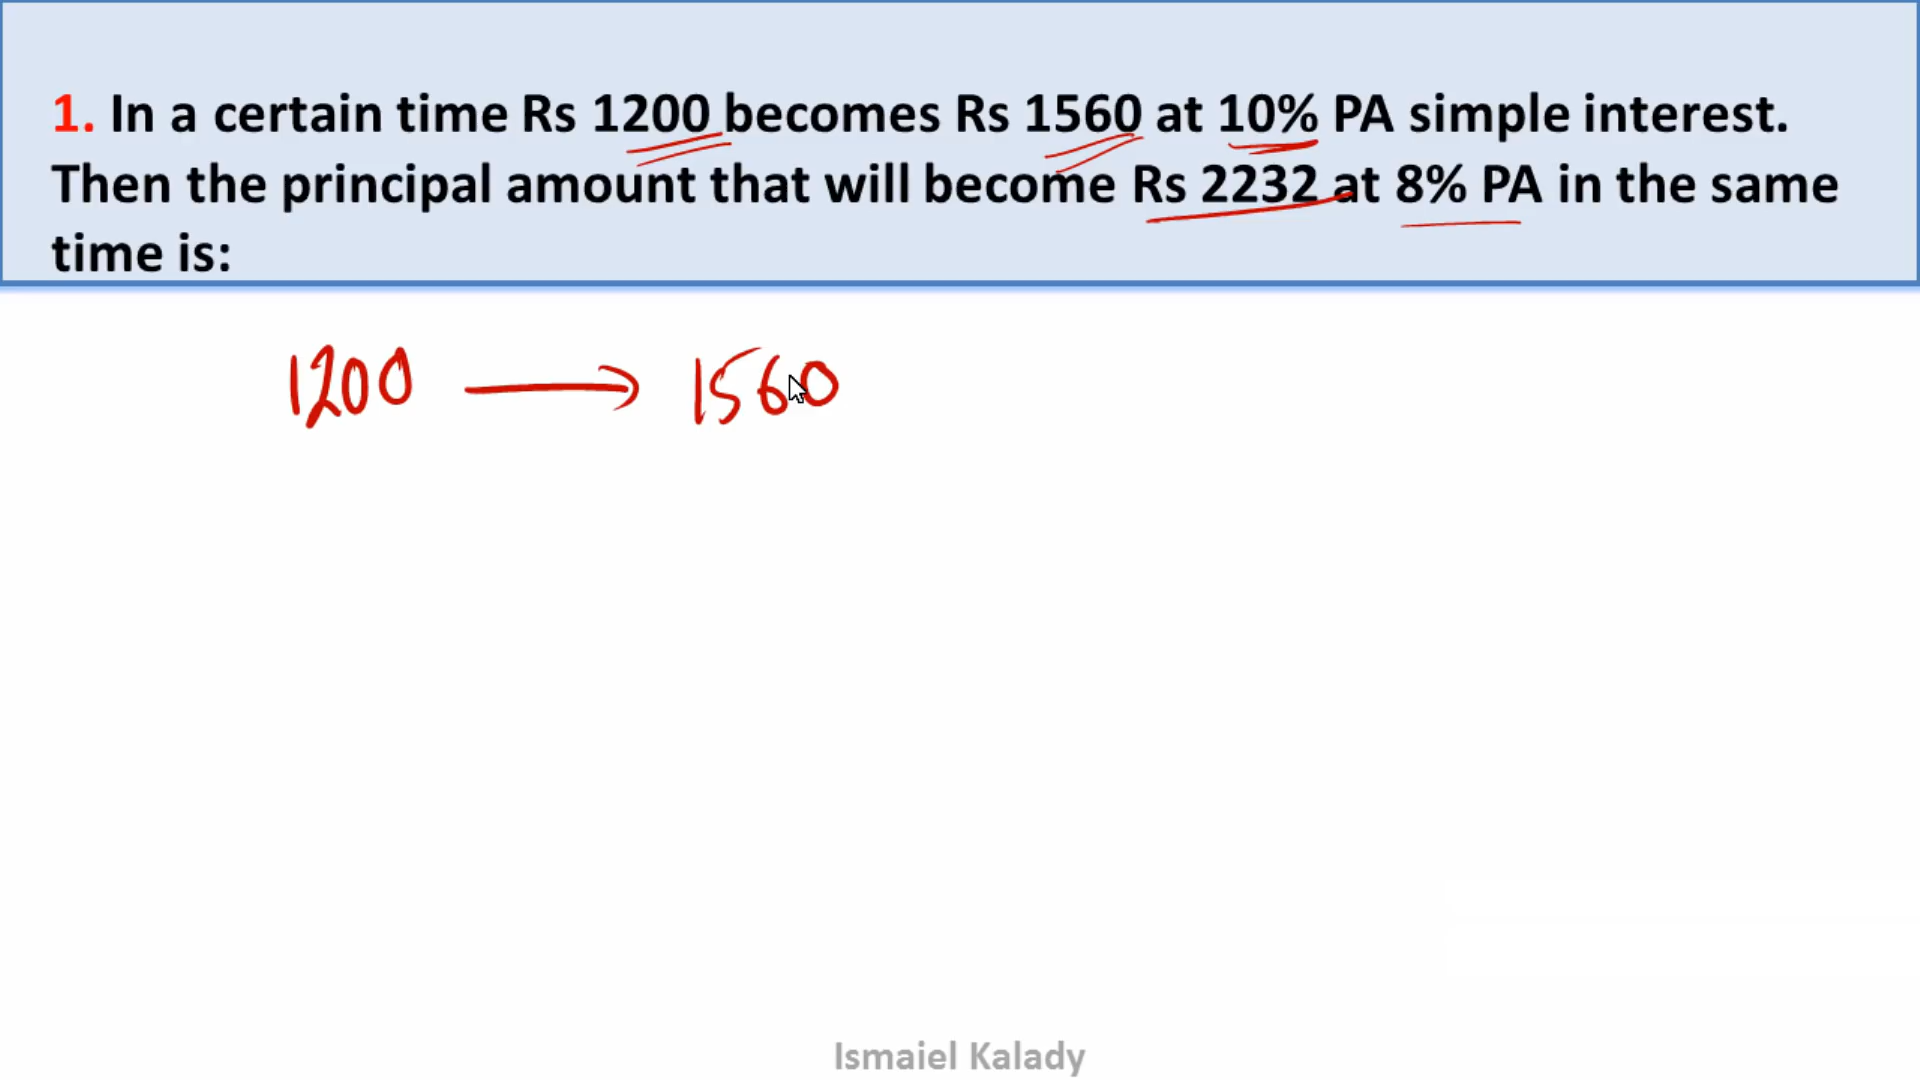 1. In a certain time Rs 1200 becomes Rs 1560 at 10% PA simple interest.
Then the principal amount that will become Rs 2232 at 8% PA in the same
time is:
1200 → 1560
Ismaiel Kalady